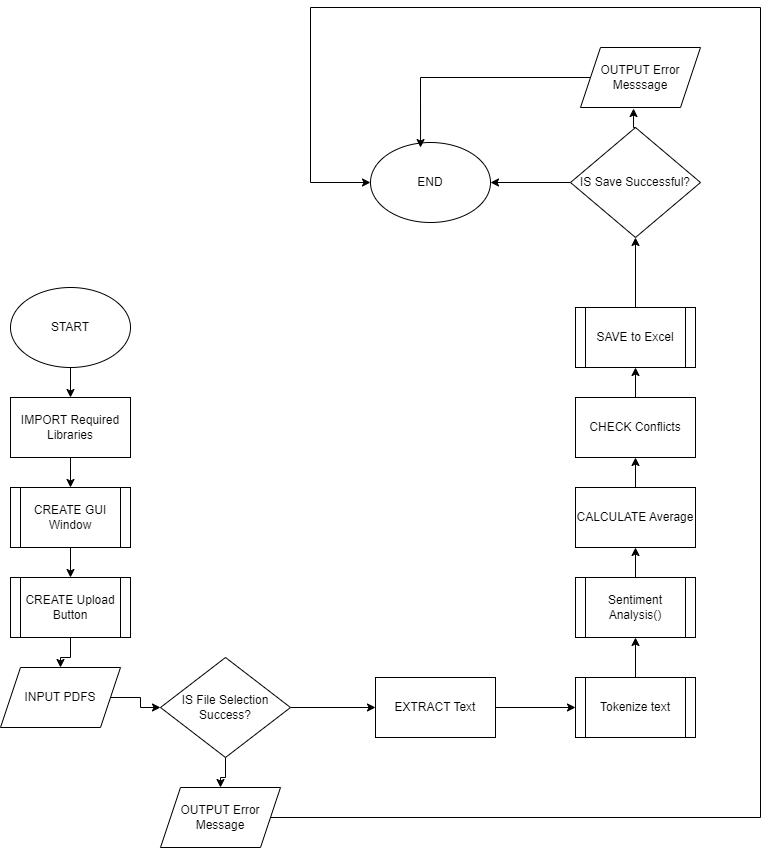 OUTPUT Error
Messsage
END
IS Save Successful?
START
SAVE to Excel
IMPORT Required
Libraries
CHECK Conflicts
CREATE GUI
Window
CALCULATE Average
CREATE Upload
Button
Sentiment
Analysis()
INPUT PDFS
IS File Selection
Success?
EXTRACT Text
Tokenize text
OUTPUT Error
Message